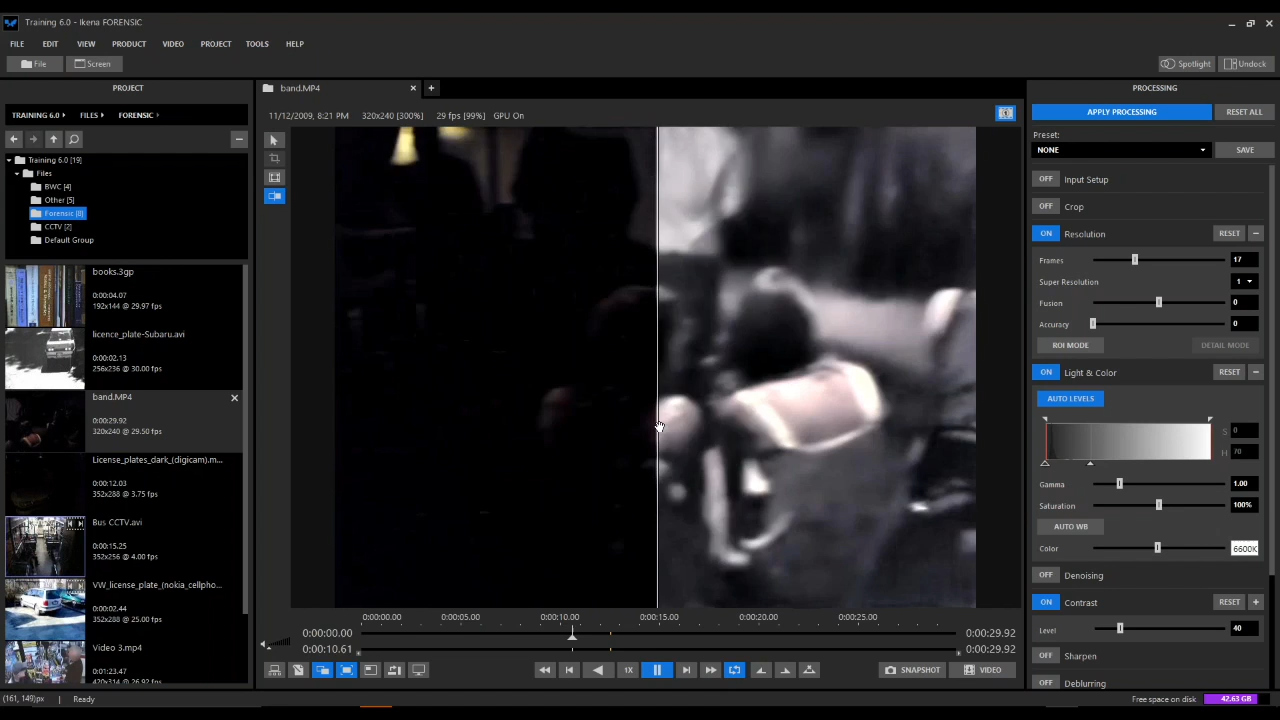 Training 6.0 - Ikena FORENSIC
FILE EDIT VIEW PRODUCT VIDEO PROJECT TOOLS HELP
File Screen Spotlight Undock
PROJECT
TRAINING 6.0 FILES FORENSIC
Training 6.0 [19]
Files
BWC [4]
Other [5]
Forensic [8]
CCTV [2]
Default Group
books.3gp
0:00:04.07
192x144 @ 29.97 fps
licence_plate-Subaru.avi
0:00:02.13
256x236 @ 30.00 fps
band.MP4
0:00:29.92
320x240 @ 29.50 fps
License_plates_dark_(digicam).m...
0:00:12.03
352x288 @ 3.75 fps
Bus CCTV.avi
0:00:15.25
352x256 @ 4.00 fps
VW_license_plate_(nokia_cellpho...
0:00:02.44
352x288 @ 25.00 fps
Video 3.mp4
0:01:23.47
420x314 @ 26.92 fps
band.MP4
11/12/2009, 8:21 PM 320x240 [300%] 29 fps [99%] GPU On
0:00:00.00 0:00:05.00 0:00:10.00 0:00:15.00 0:00:20.00 0:00:25.00
0:00:00.00 0:00:29.92
0:00:10.61 0:00:29.92
1X SNAPSHOT VIDEO
PROCESSING
APPLY PROCESSING RESET ALL
Preset:
NONE SAVE
OFF Input Setup
OFF Crop
ON Resolution RESET
Frames 17
Super Resolution 1
Fusion 0
Accuracy 0
ROI MODE DETAIL MODE
ON Light & Color RESET
AUTO LEVELS
S 0
H 70
Gamma 1.00
Saturation 100%
AUTO WB
Color 6600K
OFF Denoising
ON Contrast RESET
Level 40
OFF Sharpen
OFF Deblurring
(161, 149)px Ready Free space on disk 42.63 GB